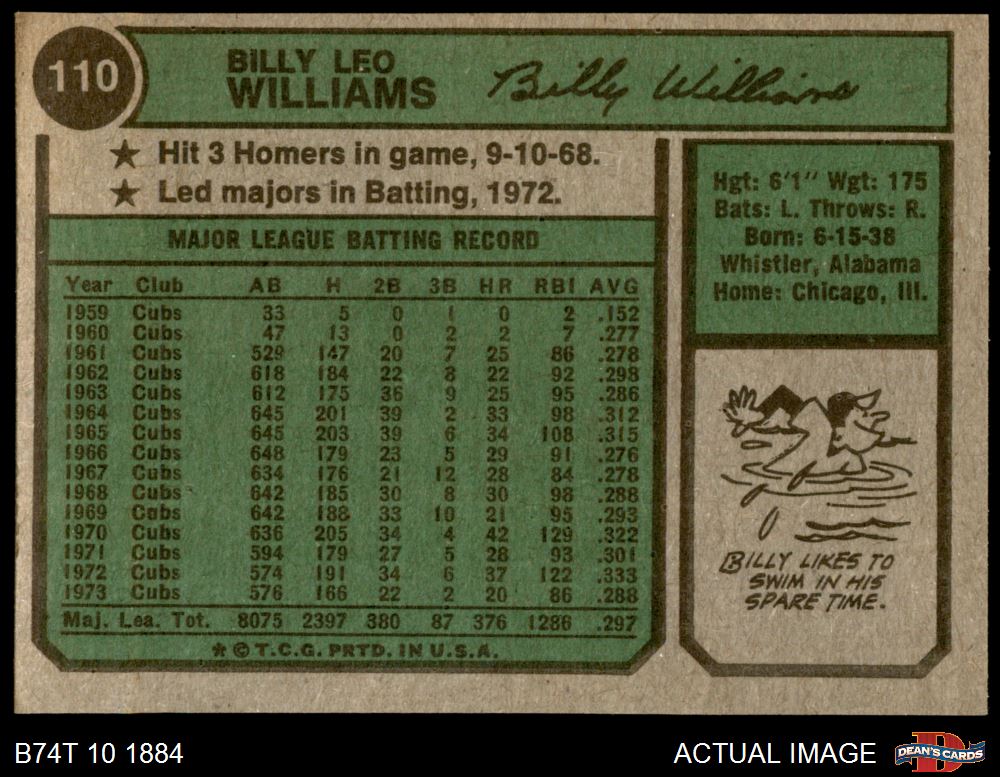 110
BILLY LEO
WILLIAMS
Billy Williams
★ Hit 3 Homers in game, 9-10-68.
★ Led majors in Batting, 1972.
MAJOR LEAGUE BATTING RECORD
Year Club AB H 2B 3B HR RBI AVG
1959 Cubs 33 5 0 1 0 2 .152
1960 Cubs 47 13 0 2 2 7 .277
1961 Cubs 529 147 20 7 25 86 .278
1962 Cubs 618 184 22 8 22 92 .298
1963 Cubs 612 175 36 9 25 95 .286
1964 Cubs 645 201 39 2 33 98 .312
1965 Cubs 645 203 39 6 34 108 .315
1966 Cubs 648 179 23 5 29 91 .276
1967 Cubs 634 176 21 12 28 84 .278
1968 Cubs 642 185 30 8 30 98 .288
1969 Cubs 642 188 33 10 21 95 .293
1970 Cubs 636 205 34 4 42 129 .322
1971 Cubs 594 179 27 5 28 93 .301
1972 Cubs 574 191 34 6 37 122 .333
1973 Cubs 576 166 22 2 20 86 .288
Maj. Lea. Tot. 8075 2397 380 87 376 1286 .297
★ © T.C.G. PRTD. IN U.S.A.
Hgt: 6'1" Wgt: 175
Bats: L. Throws: R.
Born: 6-15-38
Whistler, Alabama
Home: Chicago, Ill.
BILLY LIKES TO
SWIM IN HIS
SPARE TIME.
B74T 10 1884
ACTUAL IMAGE
D
DEAN'S CARDS